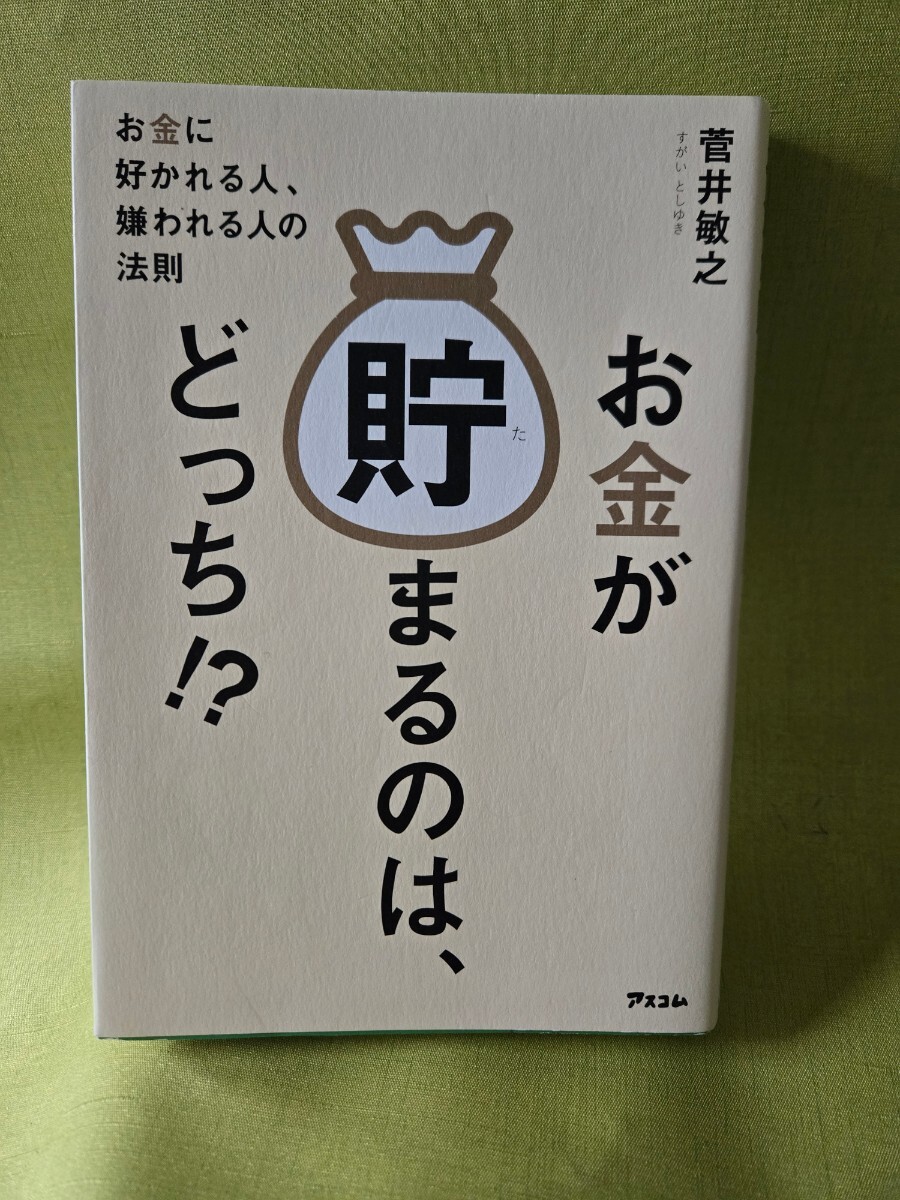 菅井敏之
すがい としゆき
お金が
貯まるのは、
た
どっち!?
お金に
好かれる人、
嫌われる人の
法則
アスコム